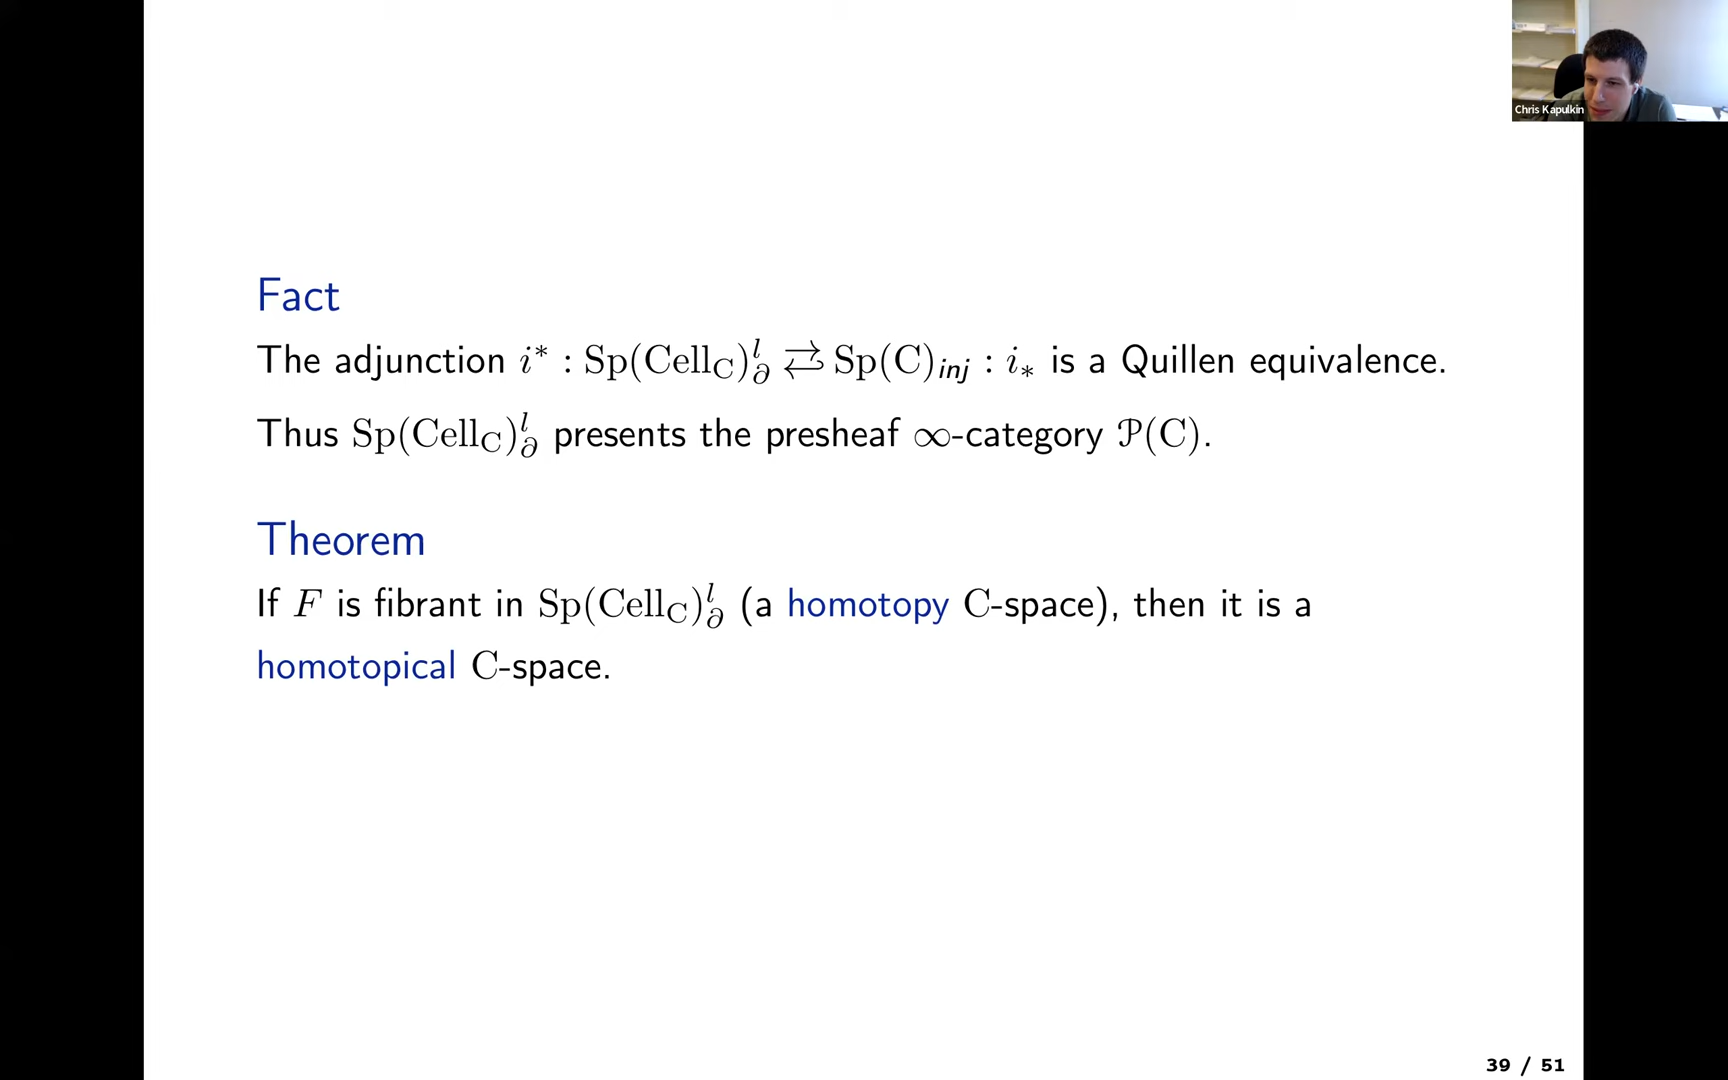 Chris Kapulkin
Fact
The adjunction i* : Sp(Cell_C)^l_∂ ⇄ Sp(C)_inj : i_* is a Quillen equivalence.
Thus Sp(Cell_C)^l_∂ presents the presheaf ∞-category 𝒫(C).
Theorem
If F is fibrant in Sp(Cell_C)^l_∂ (a homotopy C-space), then it is a
homotopical C-space.
39 / 51